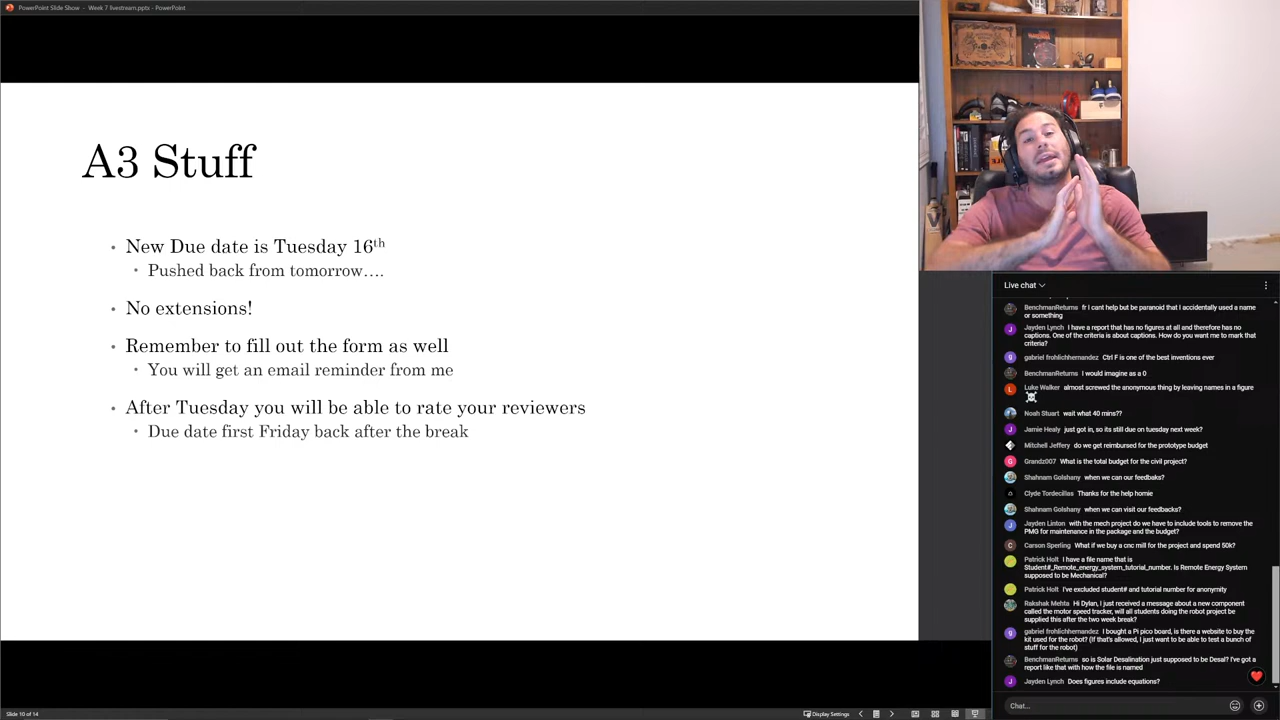 PowerPoint Slide Show - Week 7 livestream.ppts - PowerPoint
A3 Stuff
• New Due date is Tuesday 16th
• Pushed back from tomorrow….
• No extensions!
• Remember to fill out the form as well
• You will get an email reminder from me
• After Tuesday you will be able to rate your reviewers
• Due date first Friday back after the break
Live chat
BenchmanReturns fr I cant help but be paranoid that I accidentally used a name
or something
Jayden Lynch I have a report that has no figures at all and therefore has no
captions. One of the criteria is about captions. How do you want me to mark that
criteria?
gabriel frohlichhernandez Ctrl F is one of the best inventions ever
BenchmanReturns I would imagine as a 0
Luke Walker almost screwed the anonymous thing by leaving names in a figure
Noah Stuart wait what 40 mins??
Jamie Healy just got in, so its still due on tuesday next week?
Mitchell Jeffery do we get reimbursed for the prototype budget
Grandz007 What is the total budget for the civil project?
Shahnam Golshany when we can our feedbaks?
Clyde Tordecillas Thanks for the help homie
Shahnam Golshany when we can visit our feedbacks?
Jayden Linton with the mech project do we have to include tools to remove the
PMG for maintenance in the package and the budget?
Carson Sperling What if we buy a cnc mill for the project and spend 50k?
Patrick Holt I have a file name that is
Student#_Remote_energy_system_tutorial_number. Is Remote Energy System
supposed to be Mechanical?
Patrick Holt I've excluded student# and tutorial number for anonymity
Rakshak Mehta Hi Dylan, I just received a message about a new component
called the motor speed tracker, will all students doing the robot project be
supplied this after the two week break?
gabriel frohlichhernandez I bought a Pi pico board, is there a website to buy the
kit used for the robot? (If that's allowed, I just want to be able to test a bunch of
stuff for the robot)
BenchmanReturns so is Solar Desalination just supposed to be Desal? I've got a
report like that with how the file is named
Jayden Lynch Does figures include equations?
Chat...
Slide 10 of 14
Display Settings